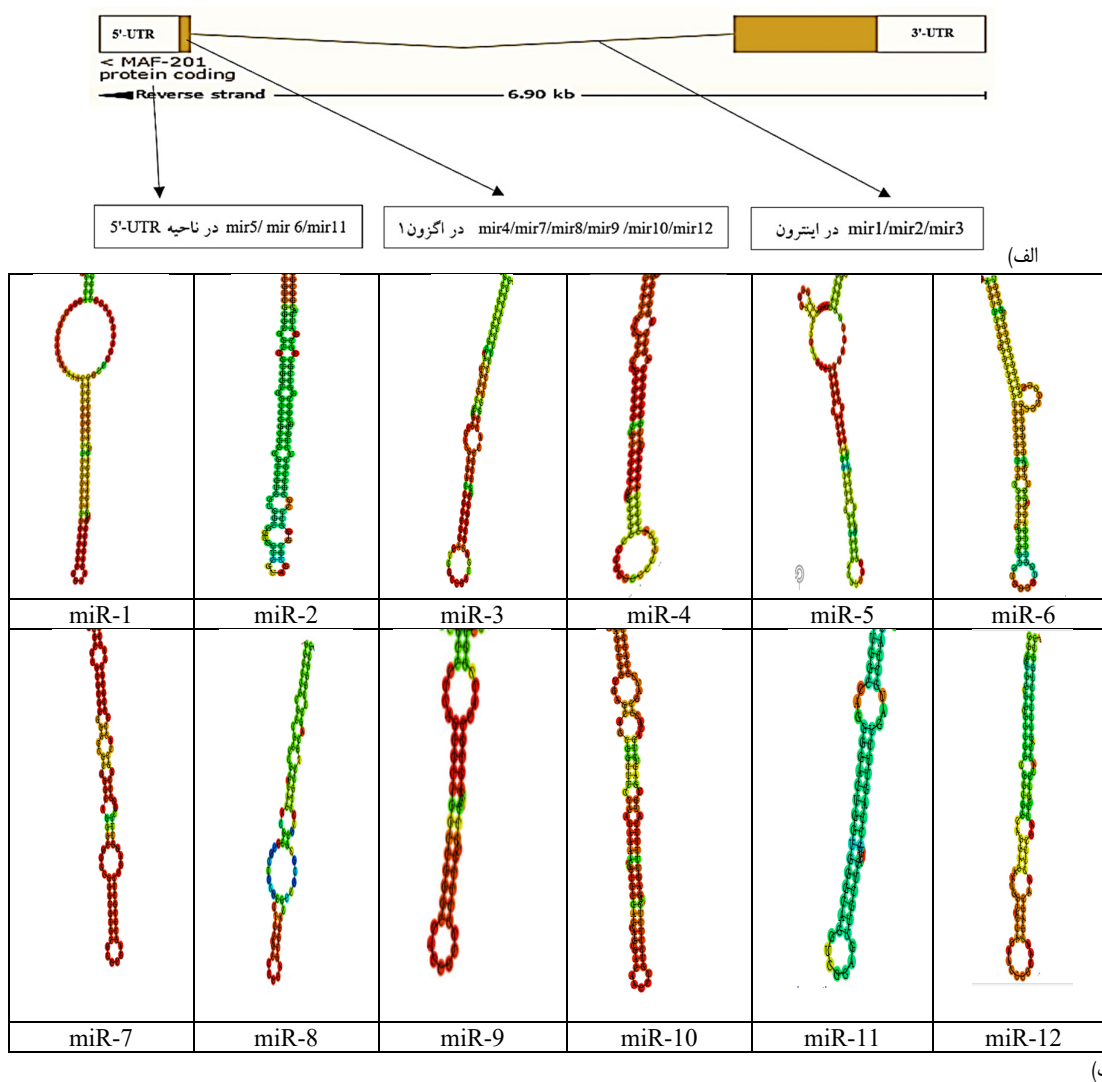 5'-UTR
3'-UTR
< MAF-201
protein coding
Reverse strand
6.90 kb
mir5/ mir 6/mir11 در ناحیه 5'-UTR
mir4/mir7/mir8/mir9 /mir10/mir12 در اگزون۱
mir1/mir2/mir3 در اینترون
الف)
miR-1 miR-2 miR-3 miR-4 miR-5 miR-6
miR-7 miR-8 miR-9 miR-10 miR-11 miR-12